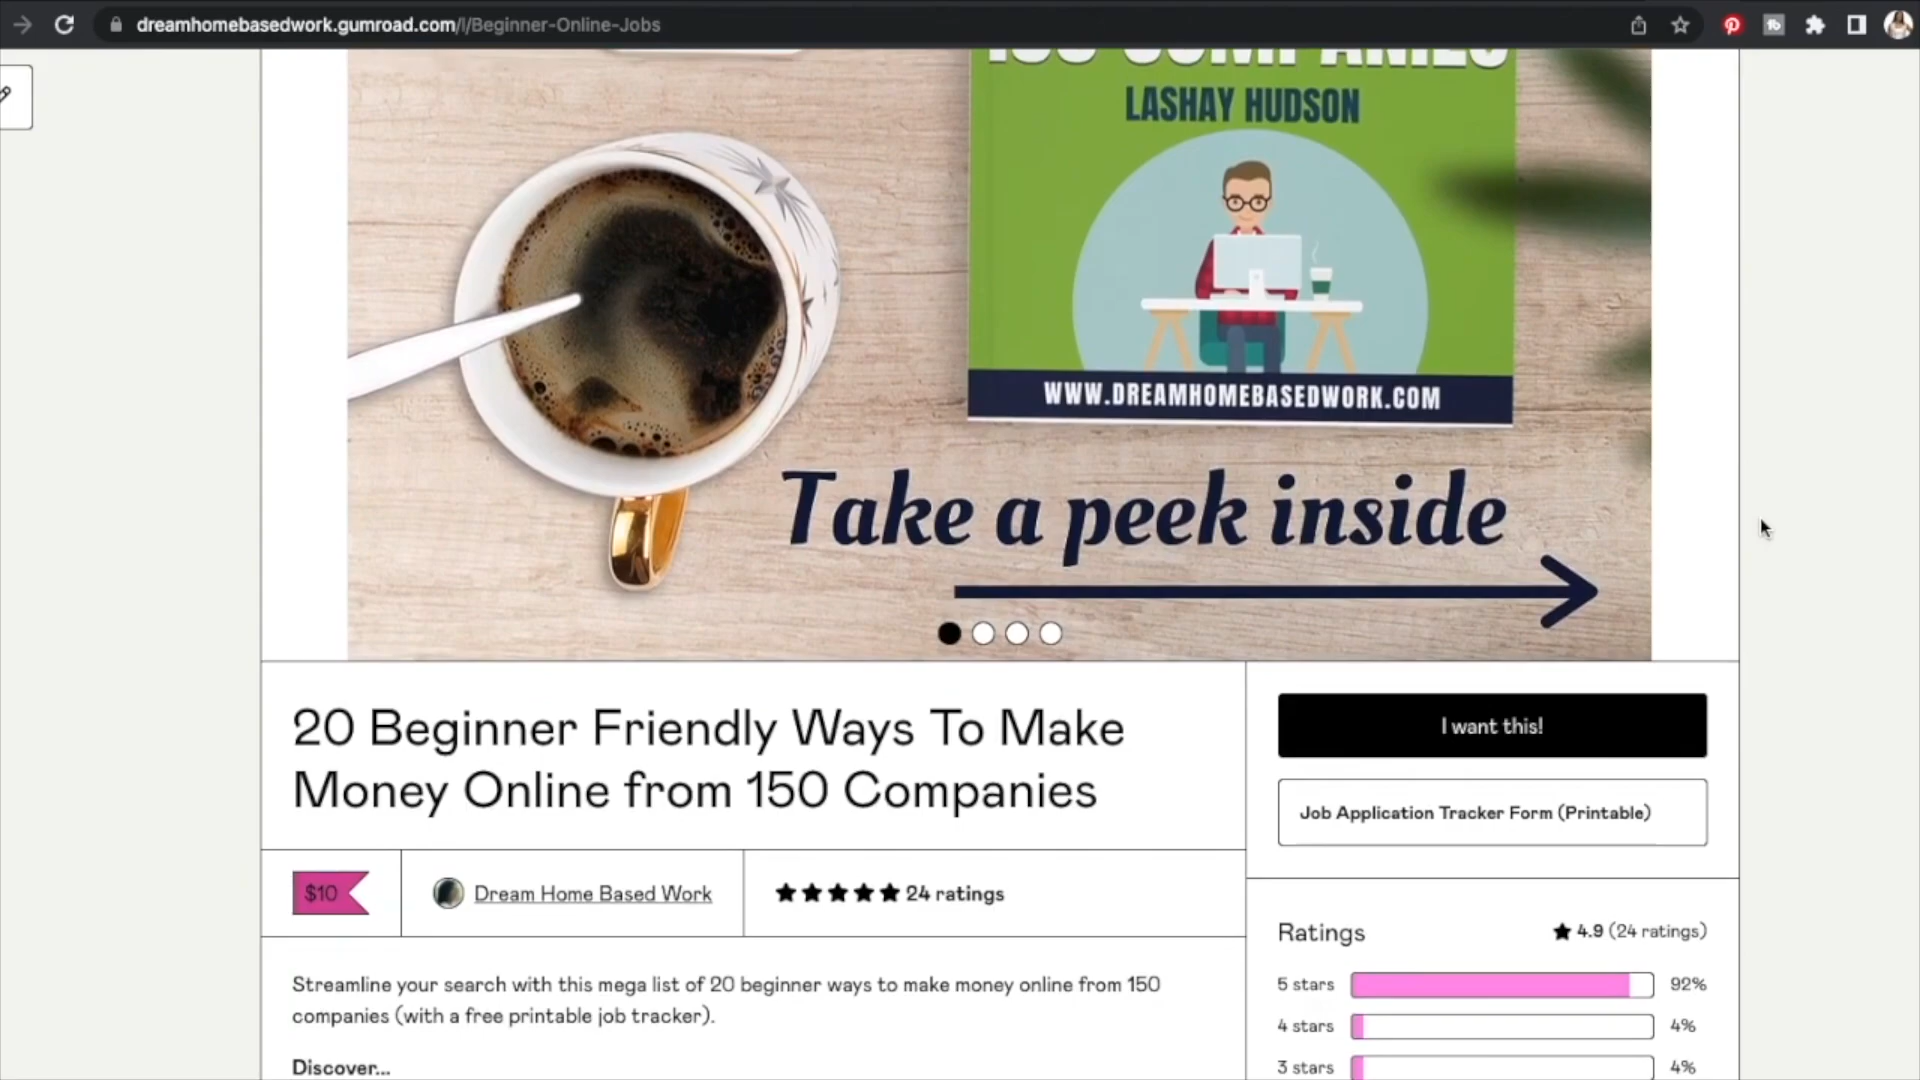 dreamhomebasedwork.gumroad.com/l/Beginner-Online-Jobs
150 COMPANIES
LASHAY HUDSON
WWW.DREAMHOMEBASEDWORK.COM
Take a peek inside
20 Beginner Friendly Ways To Make
Money Online from 150 Companies
$10
Dream Home Based Work
24 ratings
Streamline your search with this mega list of 20 beginner ways to make money online from 150
companies (with a free printable job tracker).
Discover...
I want this!
Job Application Tracker Form (Printable)
Ratings
4.9 (24 ratings)
5 stars 92%
4 stars 4%
3 stars 4%